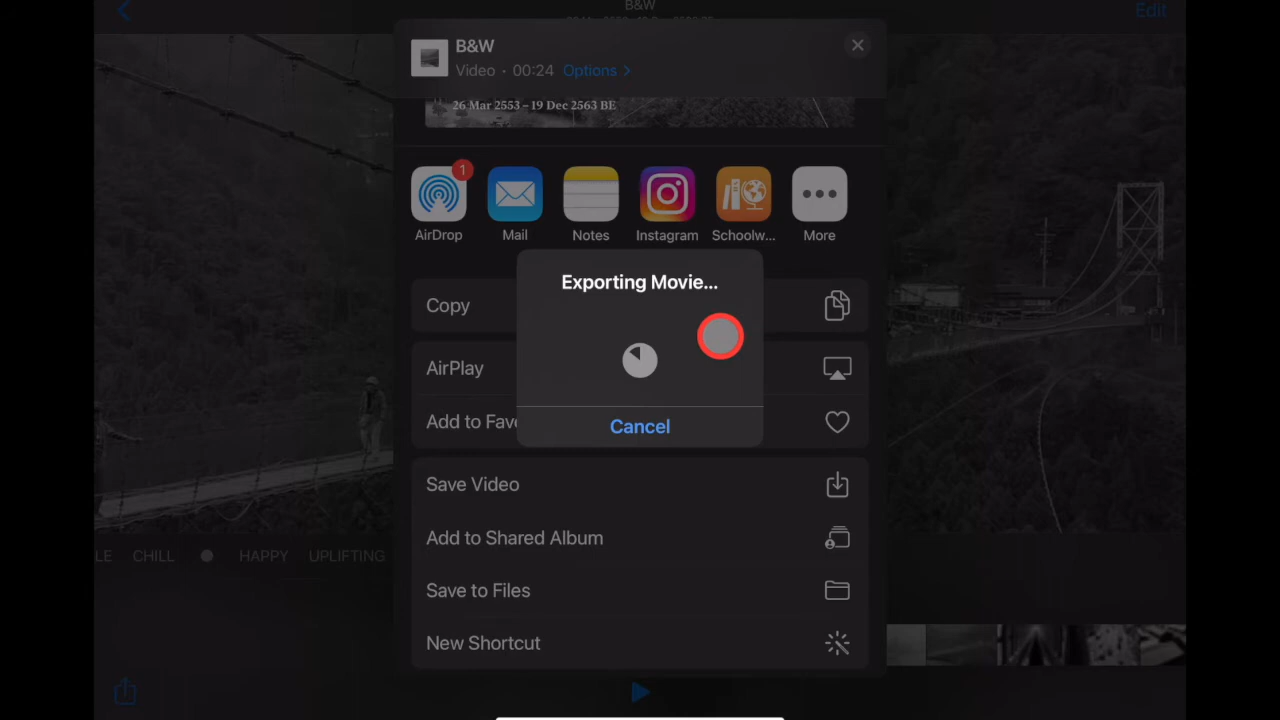 B&W
Edit
B&W
Video • 00:24 Options >
26 Mar 2553 – 19 Dec 2563 BE
1
AirDrop
Mail
Notes
Instagram
Schoolw...
More
Exporting Movie...
Cancel
Copy
AirPlay
Add to Favo
Save Video
Add to Shared Album
Save to Files
New Shortcut
LE CHILL HAPPY UPLIFTING